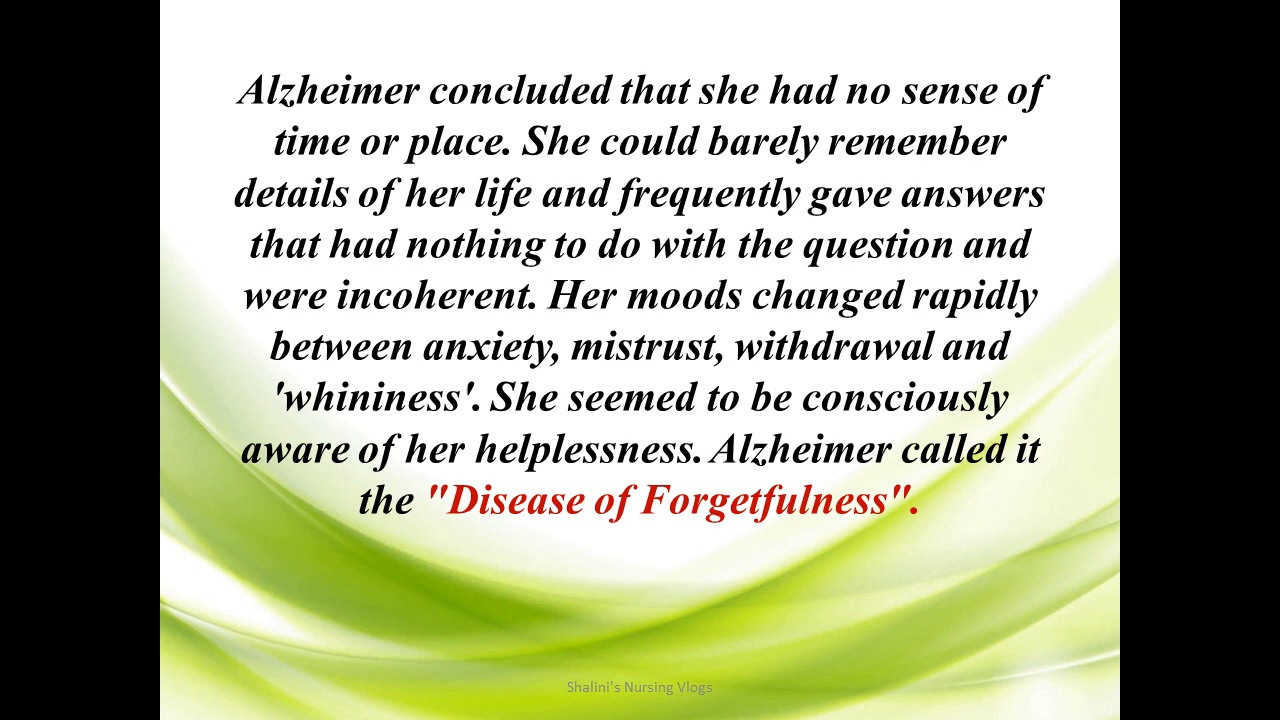 Alzheimer concluded that she had no sense of
time or place. She could barely remember
details of her life and frequently gave answers
that had nothing to do with the question and
were incoherent. Her moods changed rapidly
between anxiety, mistrust, withdrawal and
'whininess'. She seemed to be consciously
aware of her helplessness. Alzheimer called it
the "Disease of Forgetfulness".
Shalini's Nursing Vlogs